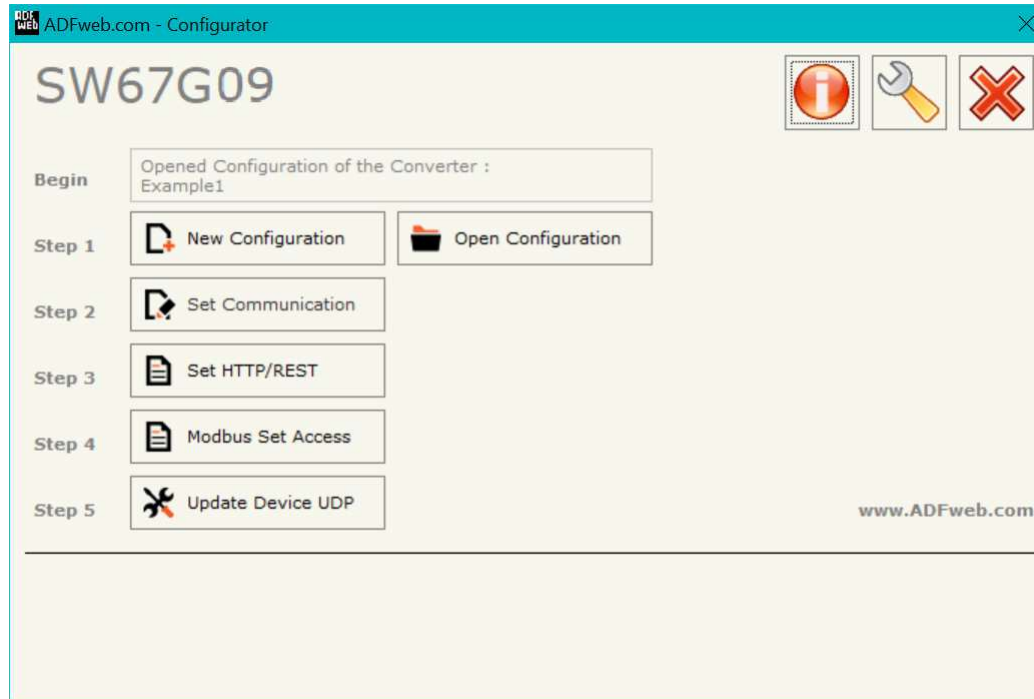 ADF
WEB
ADFweb.com - Configurator
SW67G09
Begin
Opened Configuration of the Converter :
Example1
Step 1
New Configuration
Open Configuration
Step 2
Set Communication
Step 3
Set HTTP/REST
Step 4
Modbus Set Access
Step 5
Update Device UDP
www.ADFweb.com